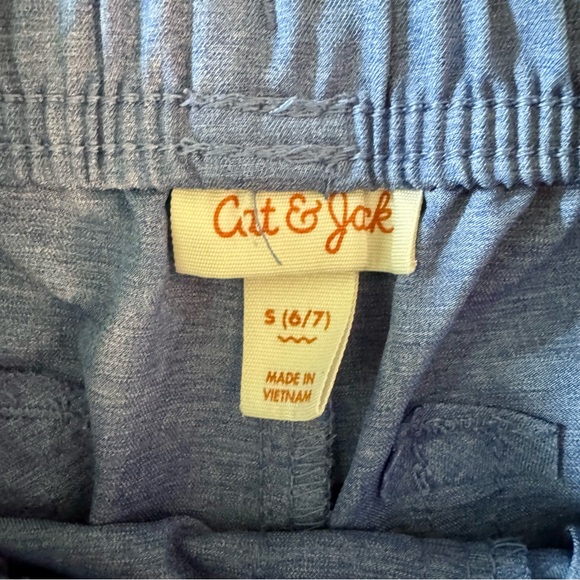 Cat & Jack
S (6/7)
MADE IN
VIETNAM